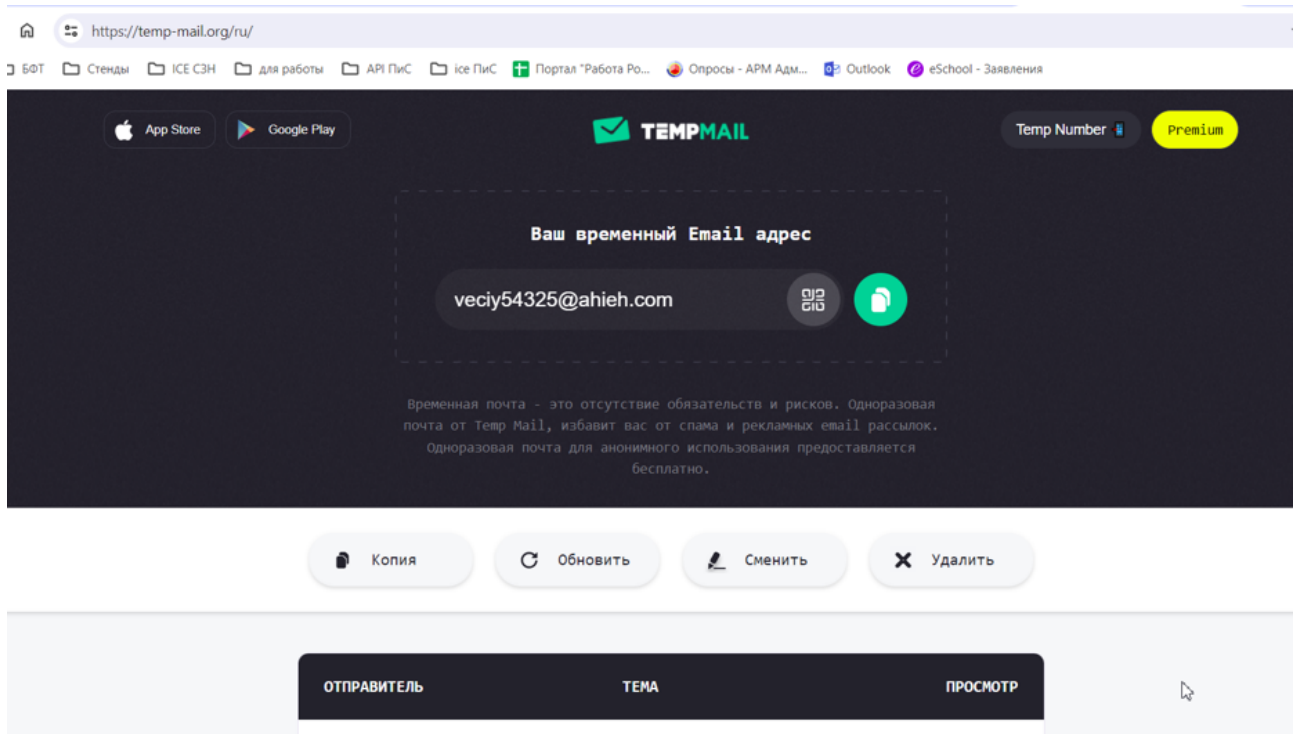 https://temp-mail.org/ru/
БФТ Стенды ICE СЗН для работы API ПиС ice ПиС Портал "Работа Ро... Опросы - АРМ Адм... Outlook eSchool - Заявления
App Store Google Play TEMPMAIL Temp Number Premium
Ваш временный Email адрес
veciy54325@ahieh.com
Временная почта - это отсутствие обязательств и рисков. Одноразовая
почта от Temp Mail, избавит вас от спама и рекламных email рассылок.
Одноразовая почта для анонимного использования предоставляется
бесплатно.
Копия Обновить Сменить Удалить
ОТПРАВИТЕЛЬ ТЕМА ПРОСМОТР